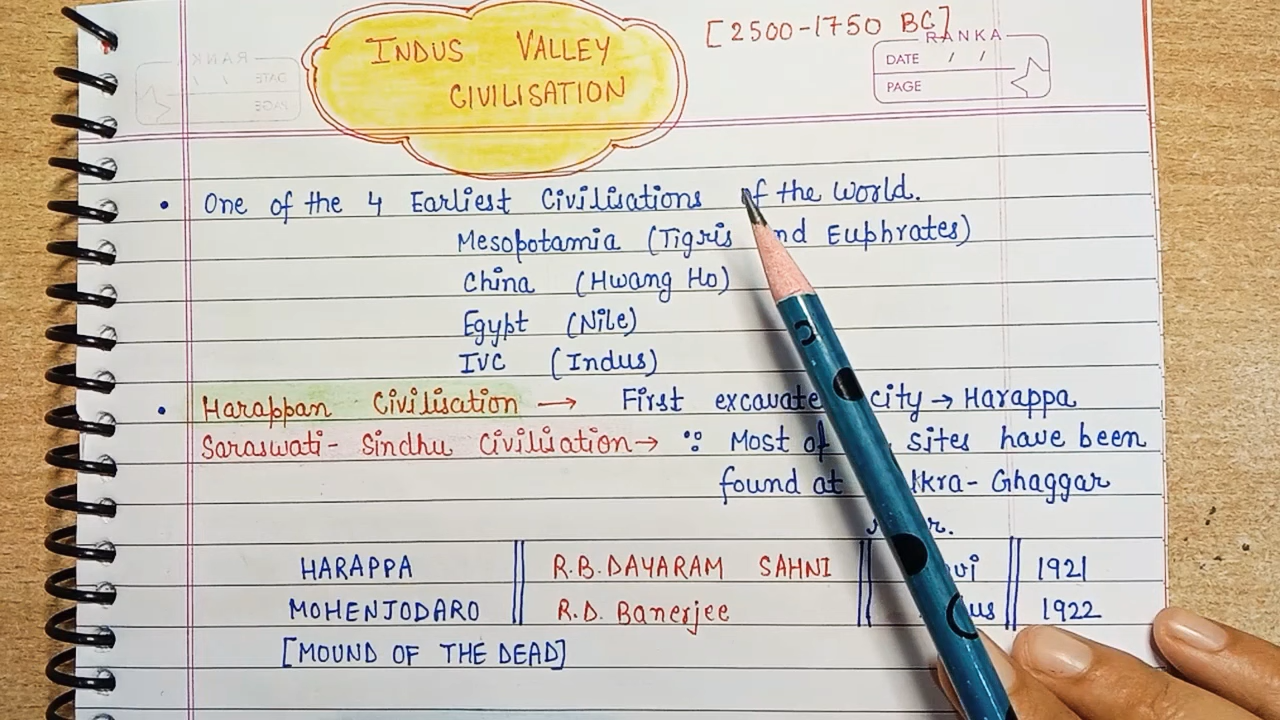 INDUS VALLEY CIVILISATION
[2500-1750 BC]
RANKA
DATE / /
PAGE
• One of the 4 Earliest Civilisations of the World.
Mesopotamia (Tigris and Euphrates)
China (Hwang Ho)
Egypt (Nile)
IVC (Indus)
• Harappan Civilisation → First excavated city → Harappa
Saraswati-Sindhu Civilisation → ∵ Most of sites have been
found at Ghaggar
HARAPPA || R.B. DAYARAM SAHNI || || 1921
MOHENJODARO || R.D. Banerjee || || 1922
[MOUND OF THE DEAD]